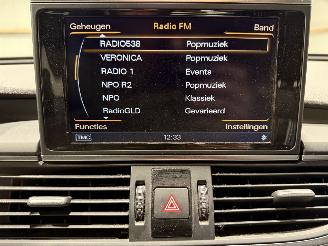 Geheugen Radio FM Band
RADIO538 Popmuziek
VERONICA Popmuziek
RADIO 1 Events
NPO R2 Popmuziek
NPO Klassiek
RadioGLD Gevarieerd
Functies Instellingen
TMC 12:33